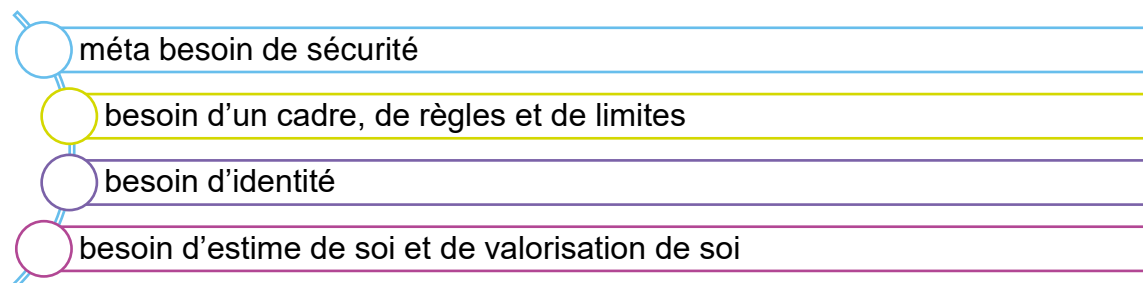 méta besoin de sécurité
besoin d’un cadre, de règles et de limites
besoin d’identité
besoin d’estime de soi et de valorisation de soi